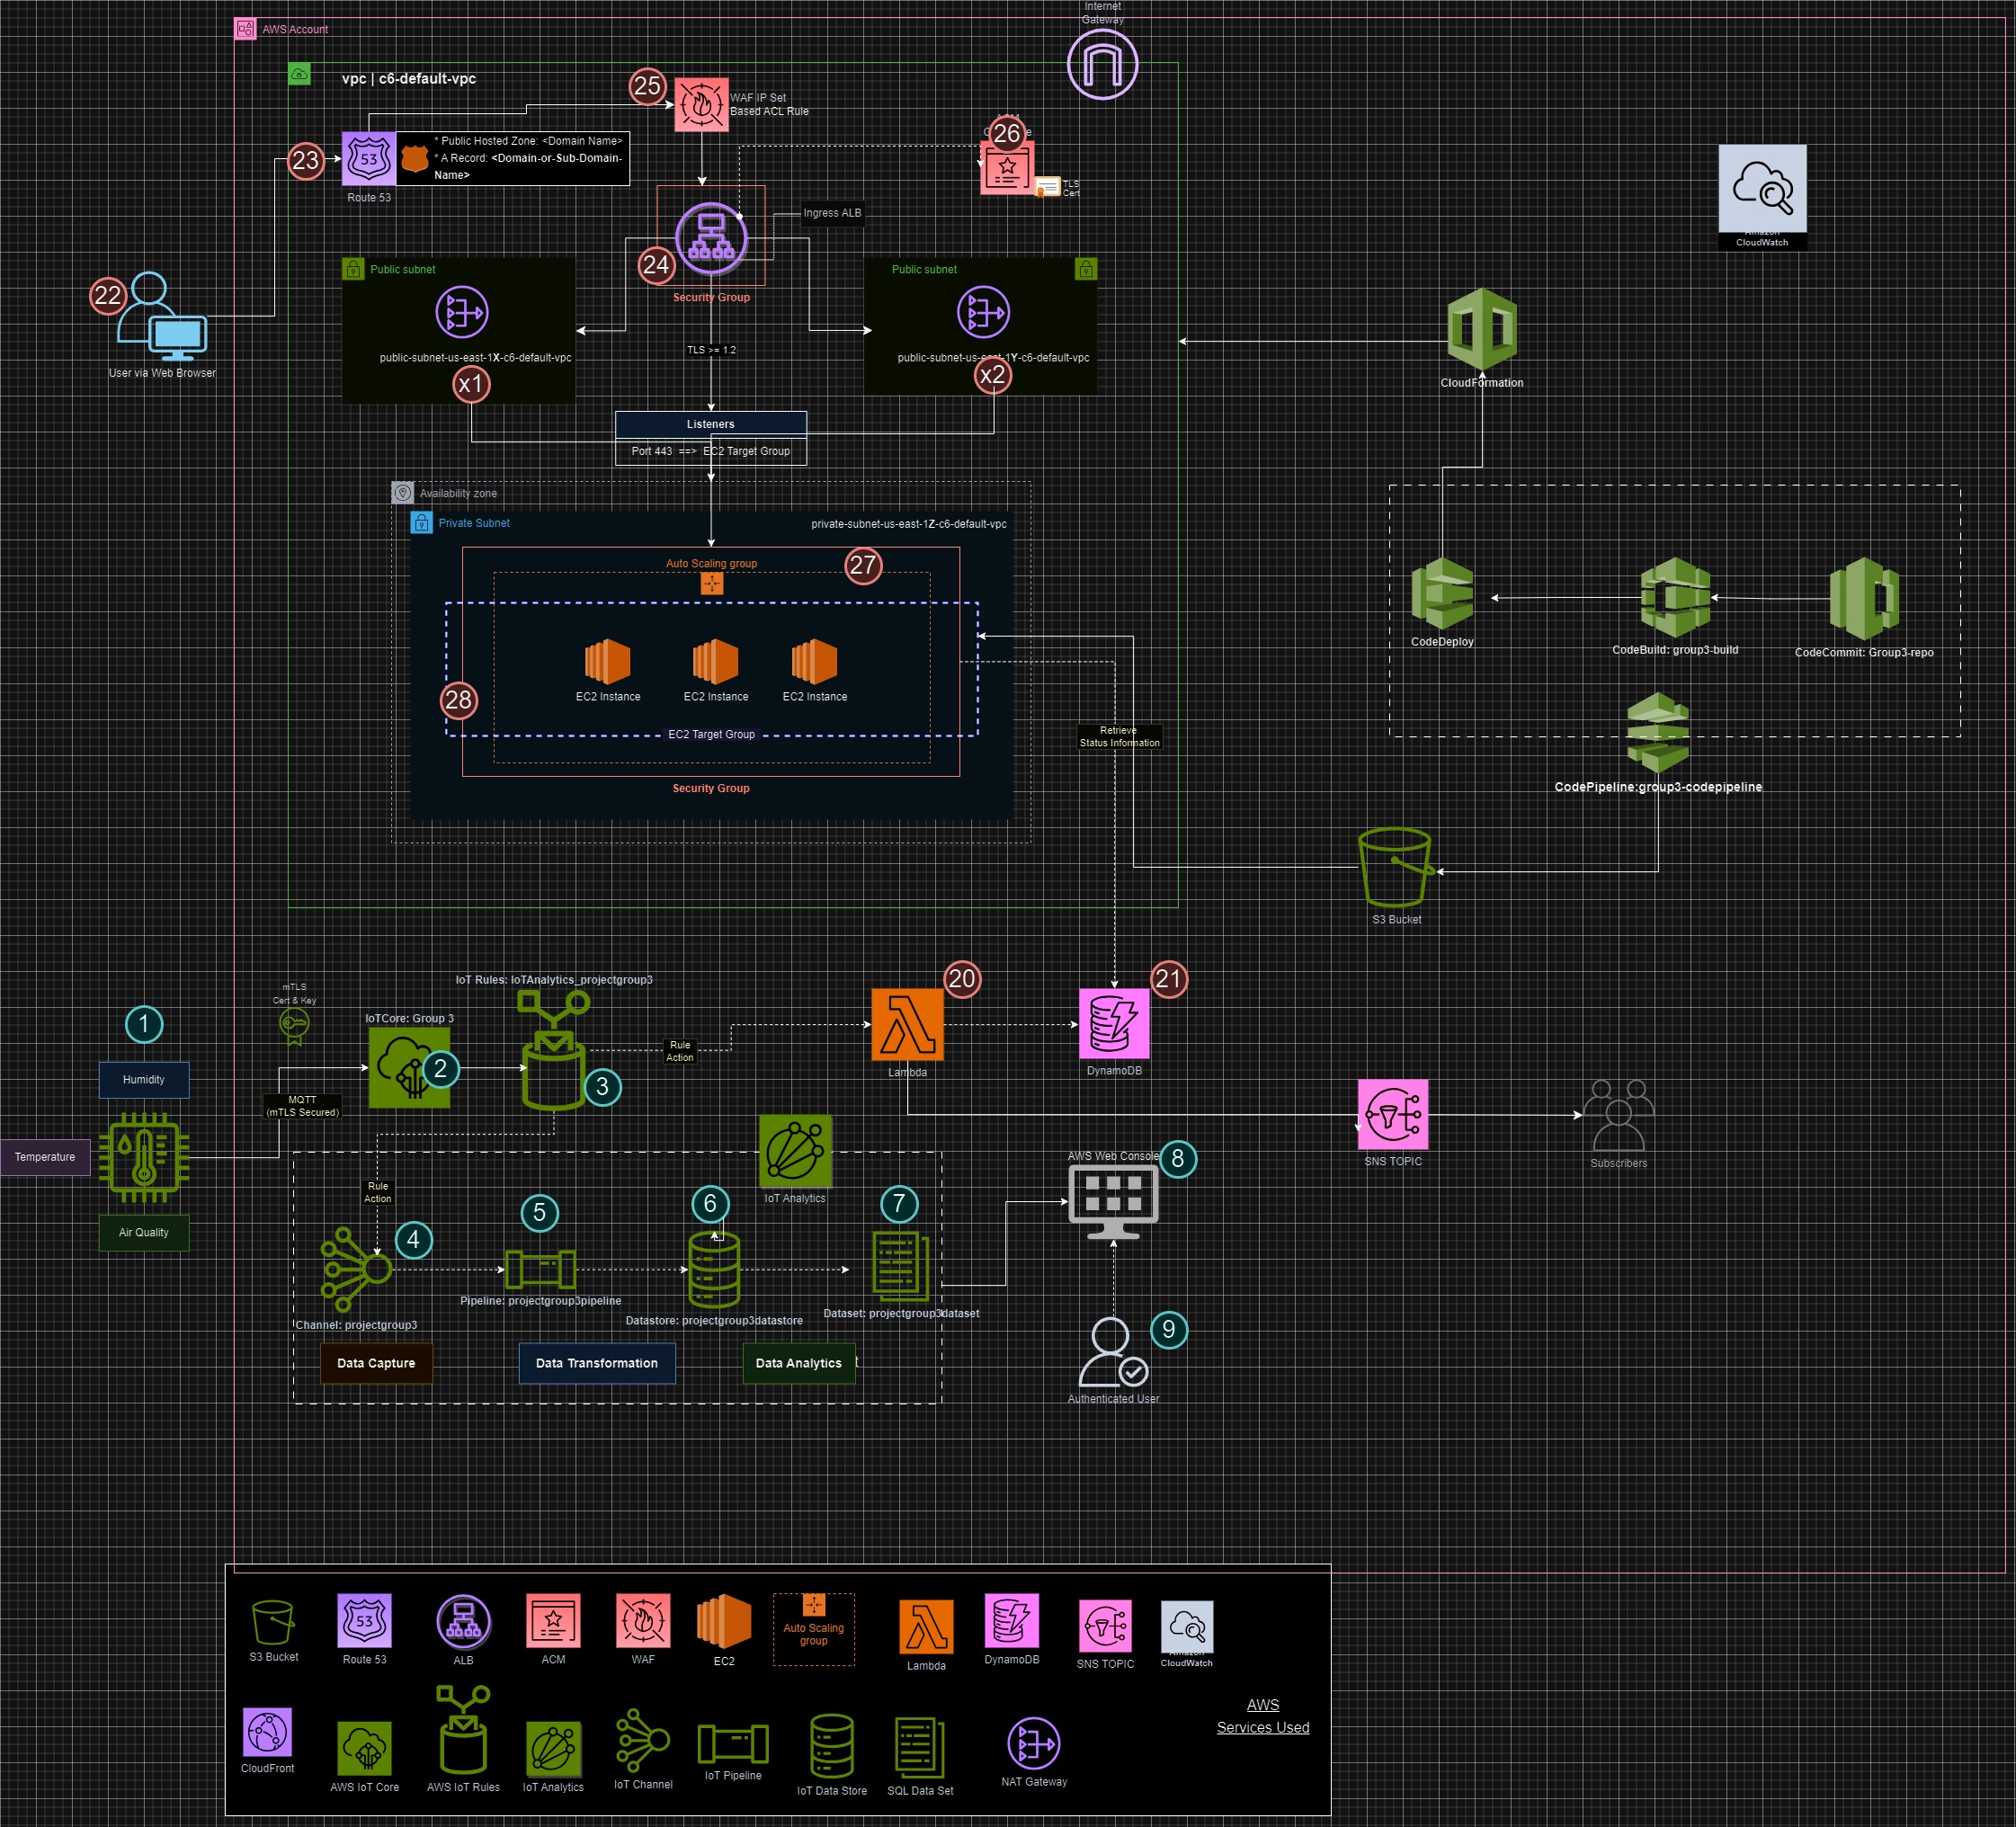 Internet
Gateway
AWS Account
vpc | c6-default-vpc
25
WAF IP Set
Based ACL Rule
26
TLS
Cert
23
53
* Public Hosted Zone: <Domain Name>
* A Record: <Domain-or-Sub-Domain-
Name>
Route 53
Ingress ALB
24
Security Group
Amazon
CloudWatch
22
User via Web Browser
Public subnet
public-subnet-us-east-1X-c6-default-vpc
x1
Public subnet
public-subnet-us-east-1Y-c6-default-vpc
x2
TLS >= 1.2
CloudFormation
Listeners
Port 443 ==> EC2 Target Group
Availability zone
Private Subnet
private-subnet-us-east-1Z-c6-default-vpc
Auto Scaling group
27
EC2 Instance
EC2 Instance
EC2 Instance
28
EC2 Target Group
Security Group
CodeDeploy
CodeBuild: group3-build
CodeCommit: Group3-repo
CodePipeline:group3-codepipeline
Retrieve
Status Information
S3 Bucket
1
Humidity
Temperature
Air Quality
mTLS
Cert & Key
MQTT
(mTLS Secured)
IoTCore: Group 3
2
IoT Rules: IoTAnalytics_projectgroup3
3
Rule
Action
20
Lambda
21
DynamoDB
SNS TOPIC
Subscribers
Rule
Action
IoT Analytics
4
Channel: projectgroup3
5
Pipeline: projectgroup3pipeline
6
Datastore: projectgroup3datastore
7
Dataset: projectgroup3dataset
Data Capture
Data Transformation
Data Analytics
AWS Web Console
8
9
Authenticated User
S3 Bucket
53
Route 53
ALB
ACM
WAF
EC2
Auto Scaling
group
Lambda
DynamoDB
SNS TOPIC
Amazon
CloudWatch
CloudFront
AWS IoT Core
AWS IoT Rules
IoT Analytics
IoT Channel
IoT Pipeline
IoT Data Store
SQL Data Set
NAT Gateway
AWS
Services Used